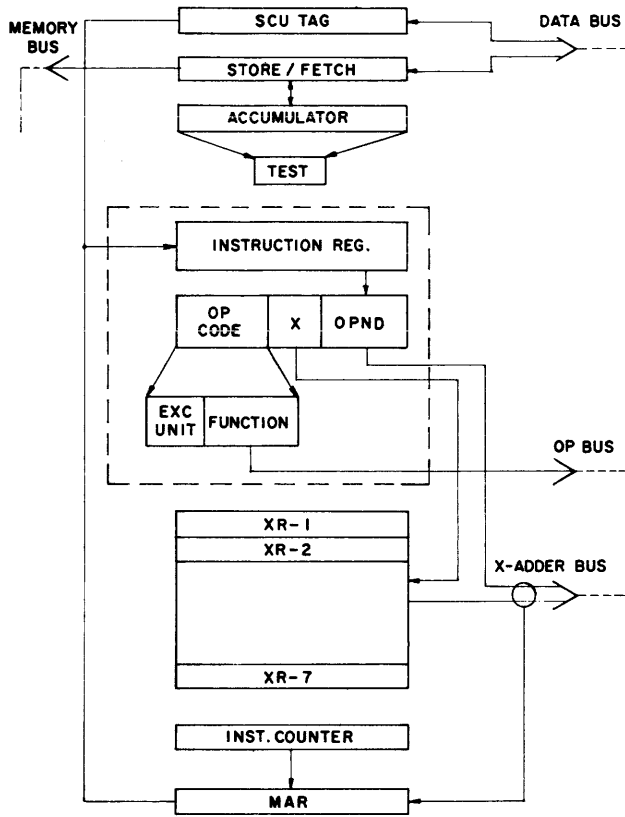 SCU TAG
DATA BUS
MEMORY
BUS
STORE / FETCH
ACCUMULATOR
TEST
INSTRUCTION REG.
OP
CODE
X
OPND
EXC
UNIT
FUNCTION
OP BUS
XR-1
XR-2
X-ADDER BUS
XR-7
INST. COUNTER
MAR